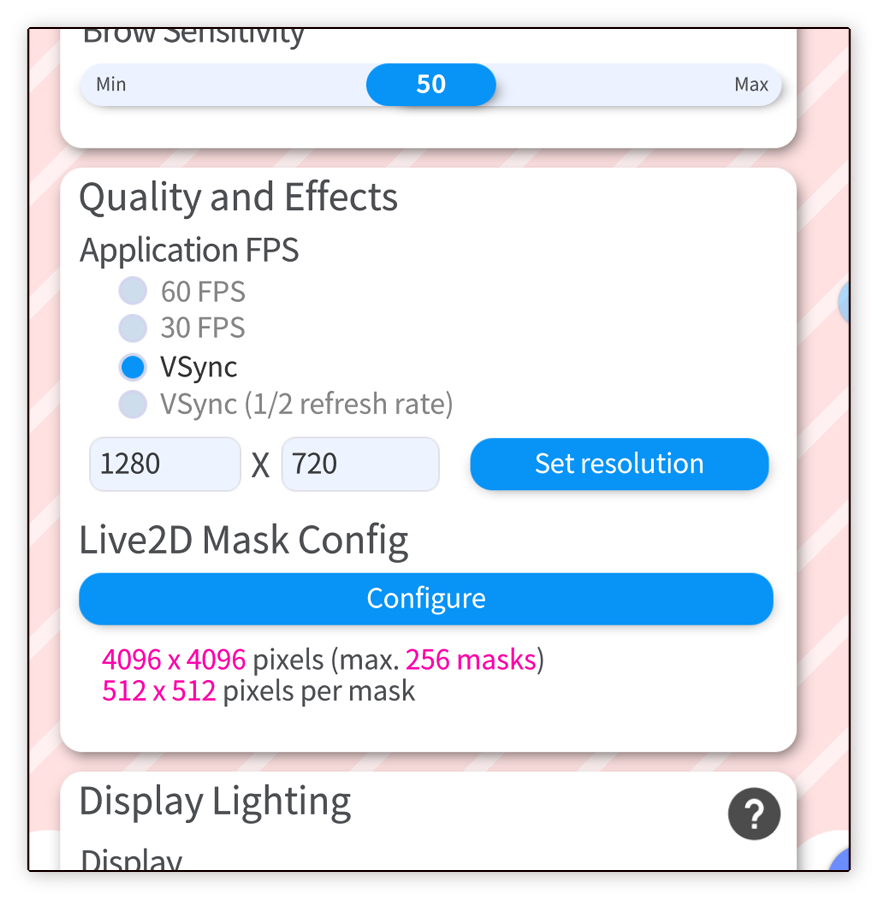 Brow Sensitivity
Min 50 Max
Quality and Effects
Application FPS
60 FPS
30 FPS
VSync
VSync (1/2 refresh rate)
1280 X 720 Set resolution
Live2D Mask Config
Configure
4096 x 4096 pixels (max. 256 masks)
512 x 512 pixels per mask
Display Lighting
?
Display